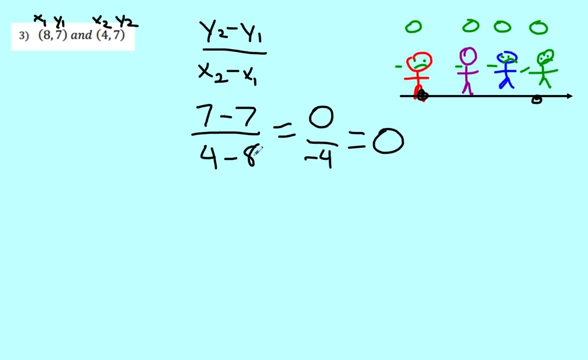 x₁ y₁ x₂ y₂
3) (8, 7) and (4, 7)
y₂ - y₁
x₂ - x₁
7 - 7
4 - 8
= 0
-4
= 0
0 0 0 0
- - - -